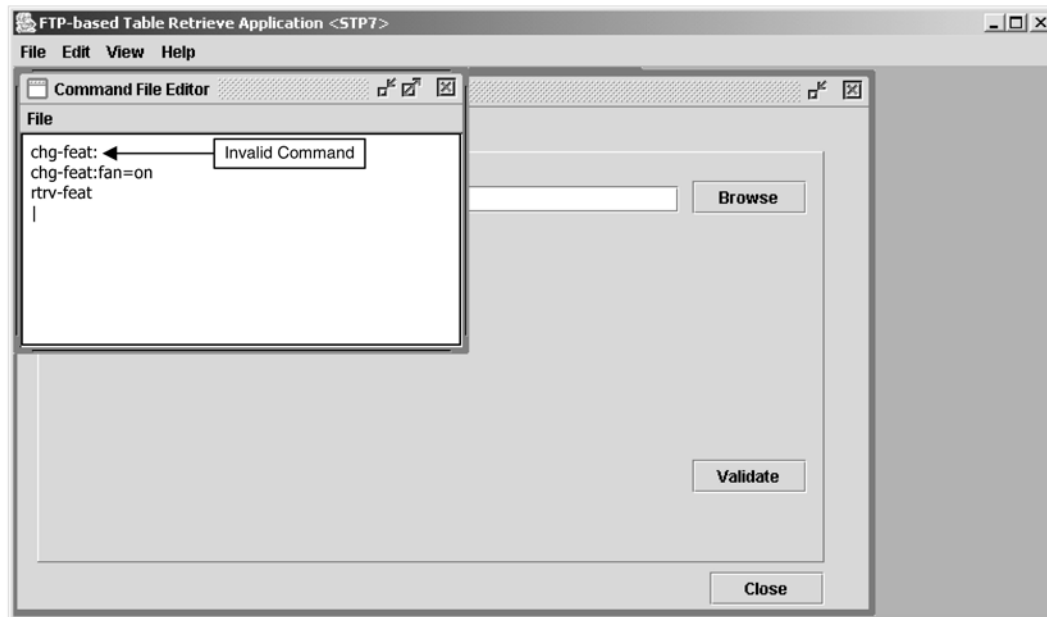 FTP-based Table Retrieve Application <STP7>
File Edit View Help
Command File Editor
File
chg-feat:
Invalid Command
chg-feat:fan=on
rtrv-feat
Browse
Validate
Close